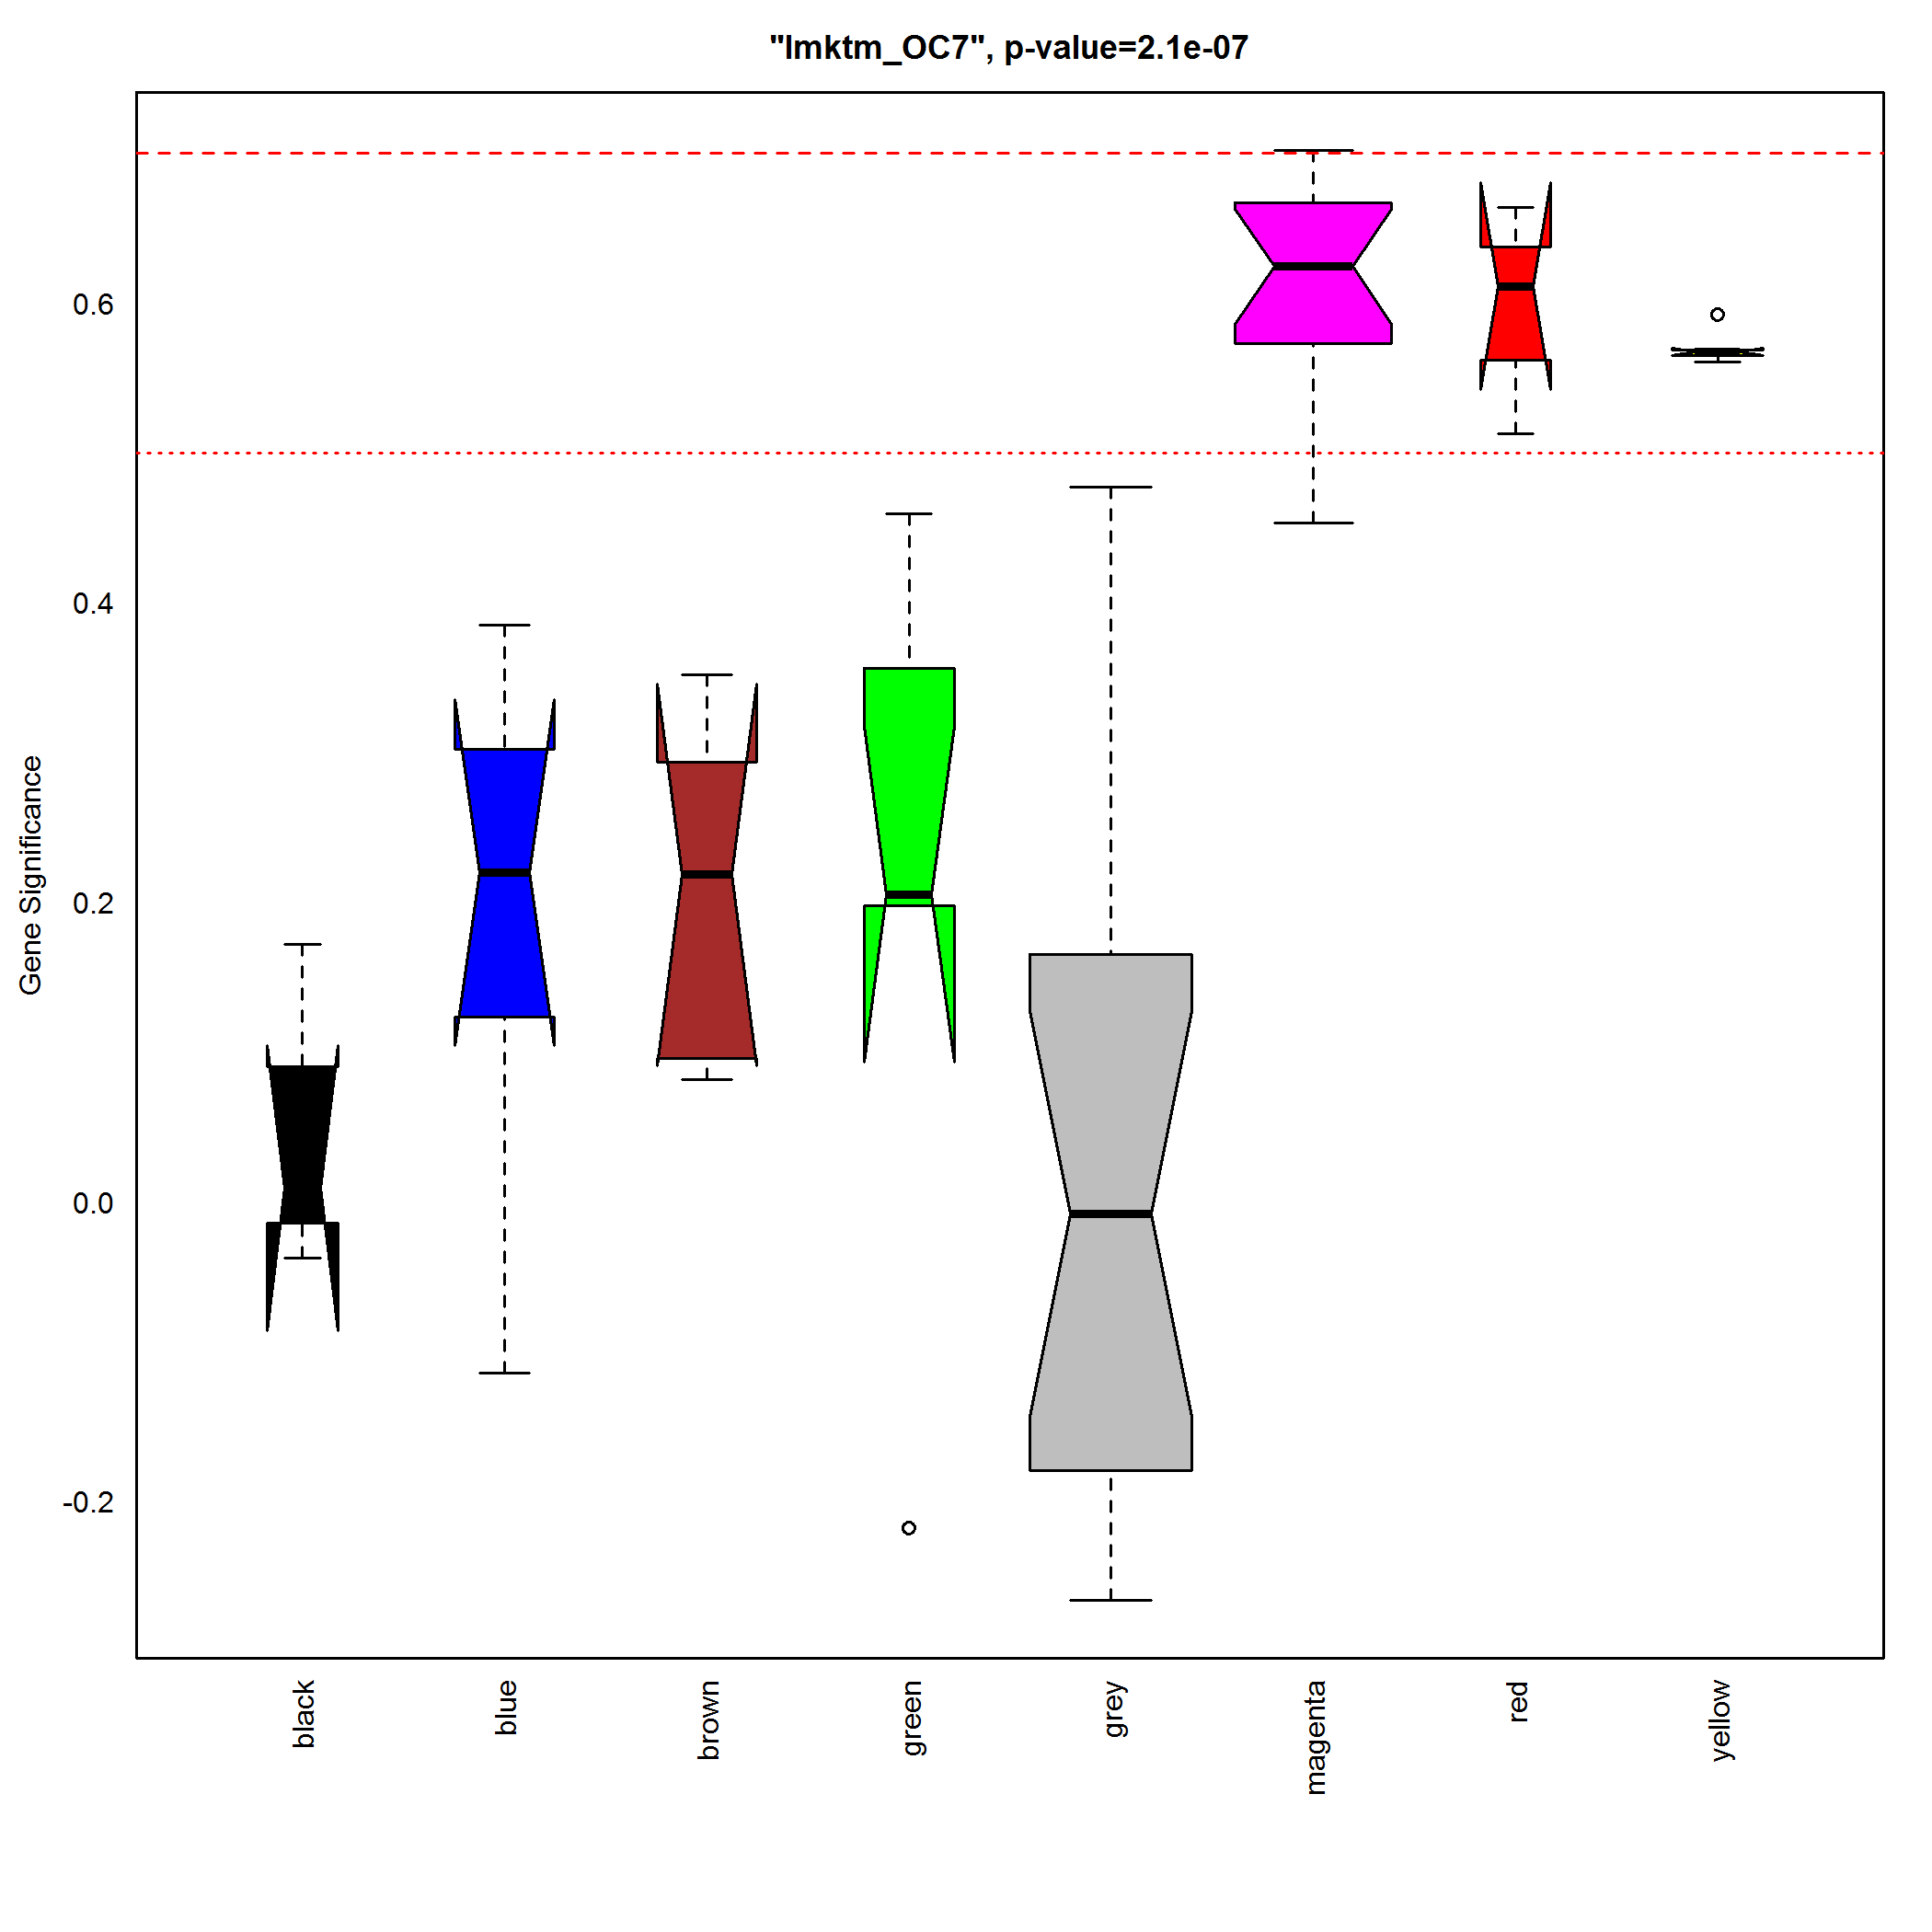 "lmktm_OC7", p-value=2.1e-07
Gene Significance
0.6
0.4
0.2
0.0
-0.2
black
blue
brown
green
grey
magenta
red
yellow